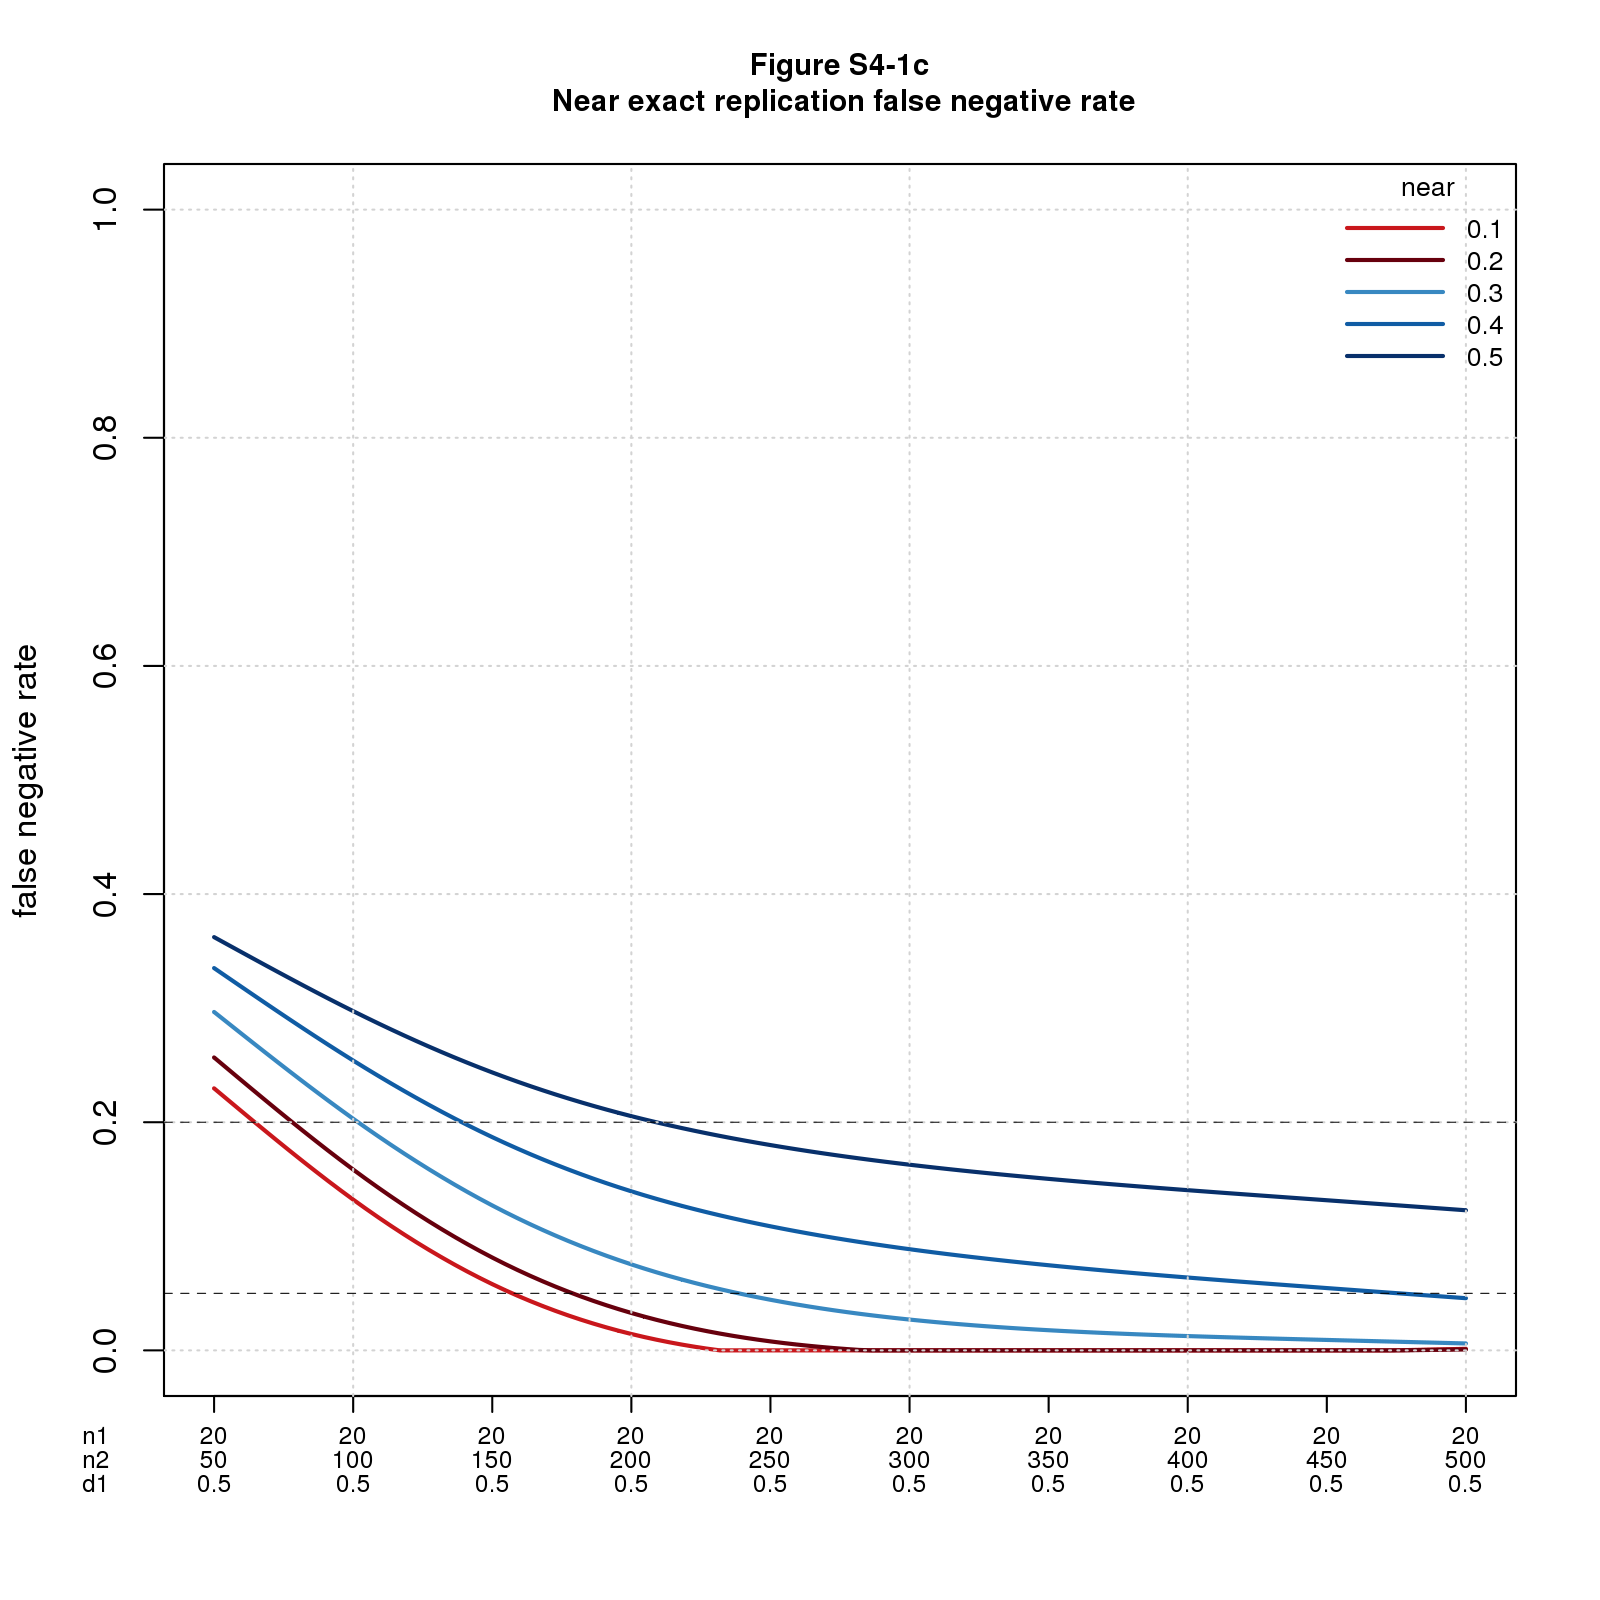 Figure S4-1c
Near exact replication false negative rate
near
0.1
0.2
0.3
0.4
0.5
false negative rate
1.0
0.8
0.6
0.4
0.2
0.0
n1 20 20 20 20 20 20 20 20 20 20
n2 50 100 150 200 250 300 350 400 450 500
d1 0.5 0.5 0.5 0.5 0.5 0.5 0.5 0.5 0.5 0.5